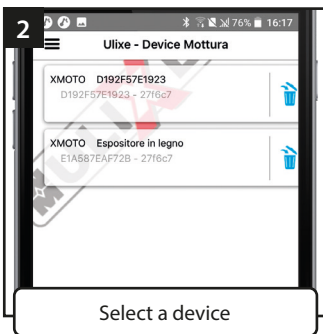 2
76% 16:17
Ulixe - Device Mottura
XMOTO D192F57E1923
D192F57E1923 - 27f6c7
XMOTO Espositore in legno
E1A587EAF72B - 27f6c7
MULIXE
Select a device